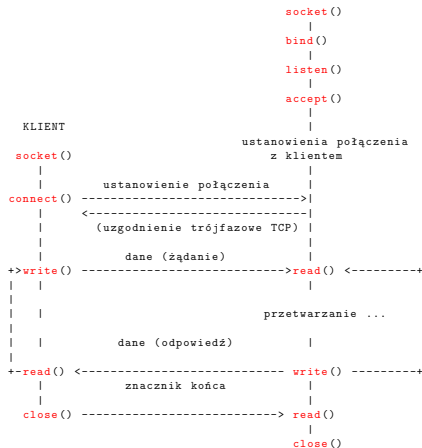 socket()
|
bind()
|
listen()
|
accept()
|
KLIENT |
ustanowienia połączenia
socket() z klientem
| |
| ustanowienie połączenia |
connect() ------------------------------>|
| <------------------------------|
| (uzgodnienie trójfazowe TCP) |
| |
| dane (żądanie) |
+>write() --------------------------->read() <---------+
| | |
|
| | przetwarzanie ...
|
| | dane (odpowiedź) |
|
+-read() <--------------------------- write() ---------+
| znacznik końca |
| |
close() --------------------------> read()
|
close()